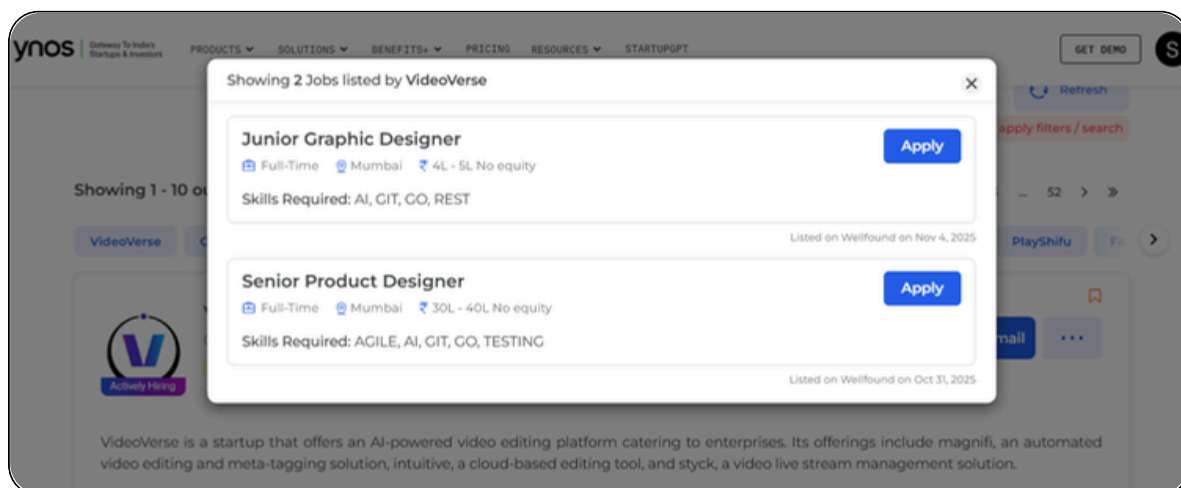 ynos Gateway To India's
Startups & Investors
PRODUCTS SOLUTIONS BENEFITS+ PRICING RESOURCES STARTUPGPT
GET DEMO
S
Showing 2 Jobs listed by VideoVerse
Refresh
apply filters / search
Junior Graphic Designer
Apply
Full-Time Mumbai ₹ 4L - 5L No equity
Skills Required: AI, GIT, GO, REST
Listed on Wellfound on Nov 4, 2025
Showing 1 - 10 ou
... 52
VideoVerse
PlayShifu
Senior Product Designer
Apply
Full-Time Mumbai ₹ 30L - 40L No equity
Skills Required: AGILE, AI, GIT, GO, TESTING
Listed on Wellfound on Oct 31, 2025
V
Actively Hiring
mail ...
VideoVerse is a startup that offers an AI-powered video editing platform catering to enterprises. Its offerings include magnifi, an automated
video editing and meta-tagging solution, intuitive, a cloud-based editing tool, and styck, a video live stream management solution.